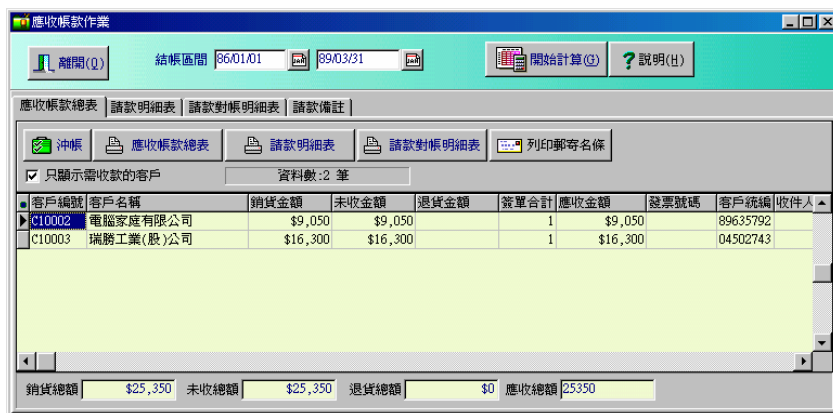 應收帳款作業
離開(Q) 結帳區間 86/01/01 89/03/31 開始計算(G) ?說明(H)
應收帳款總表 請款明細表 請款對帳明細表 請款備註
沖帳 應收帳款總表 請款明細表 請款對帳明細表 列印郵寄名條
只顯示需收款的客戶 資料數:2 筆
客戶編號 客戶名稱 銷貨金額 未收金額 退貨金額 簽單合計 應收金額 發票號碼 客戶統編 收件人
C10002 電腦家庭有限公司 $9,050 $9,050 1 $9,050 89635792
C10003 瑞勝工業(股)公司 $16,300 $16,300 1 $16,300 04502743
銷貨總額 $25,350 未收總額 $25,350 退貨總額 $0 應收總額 25350